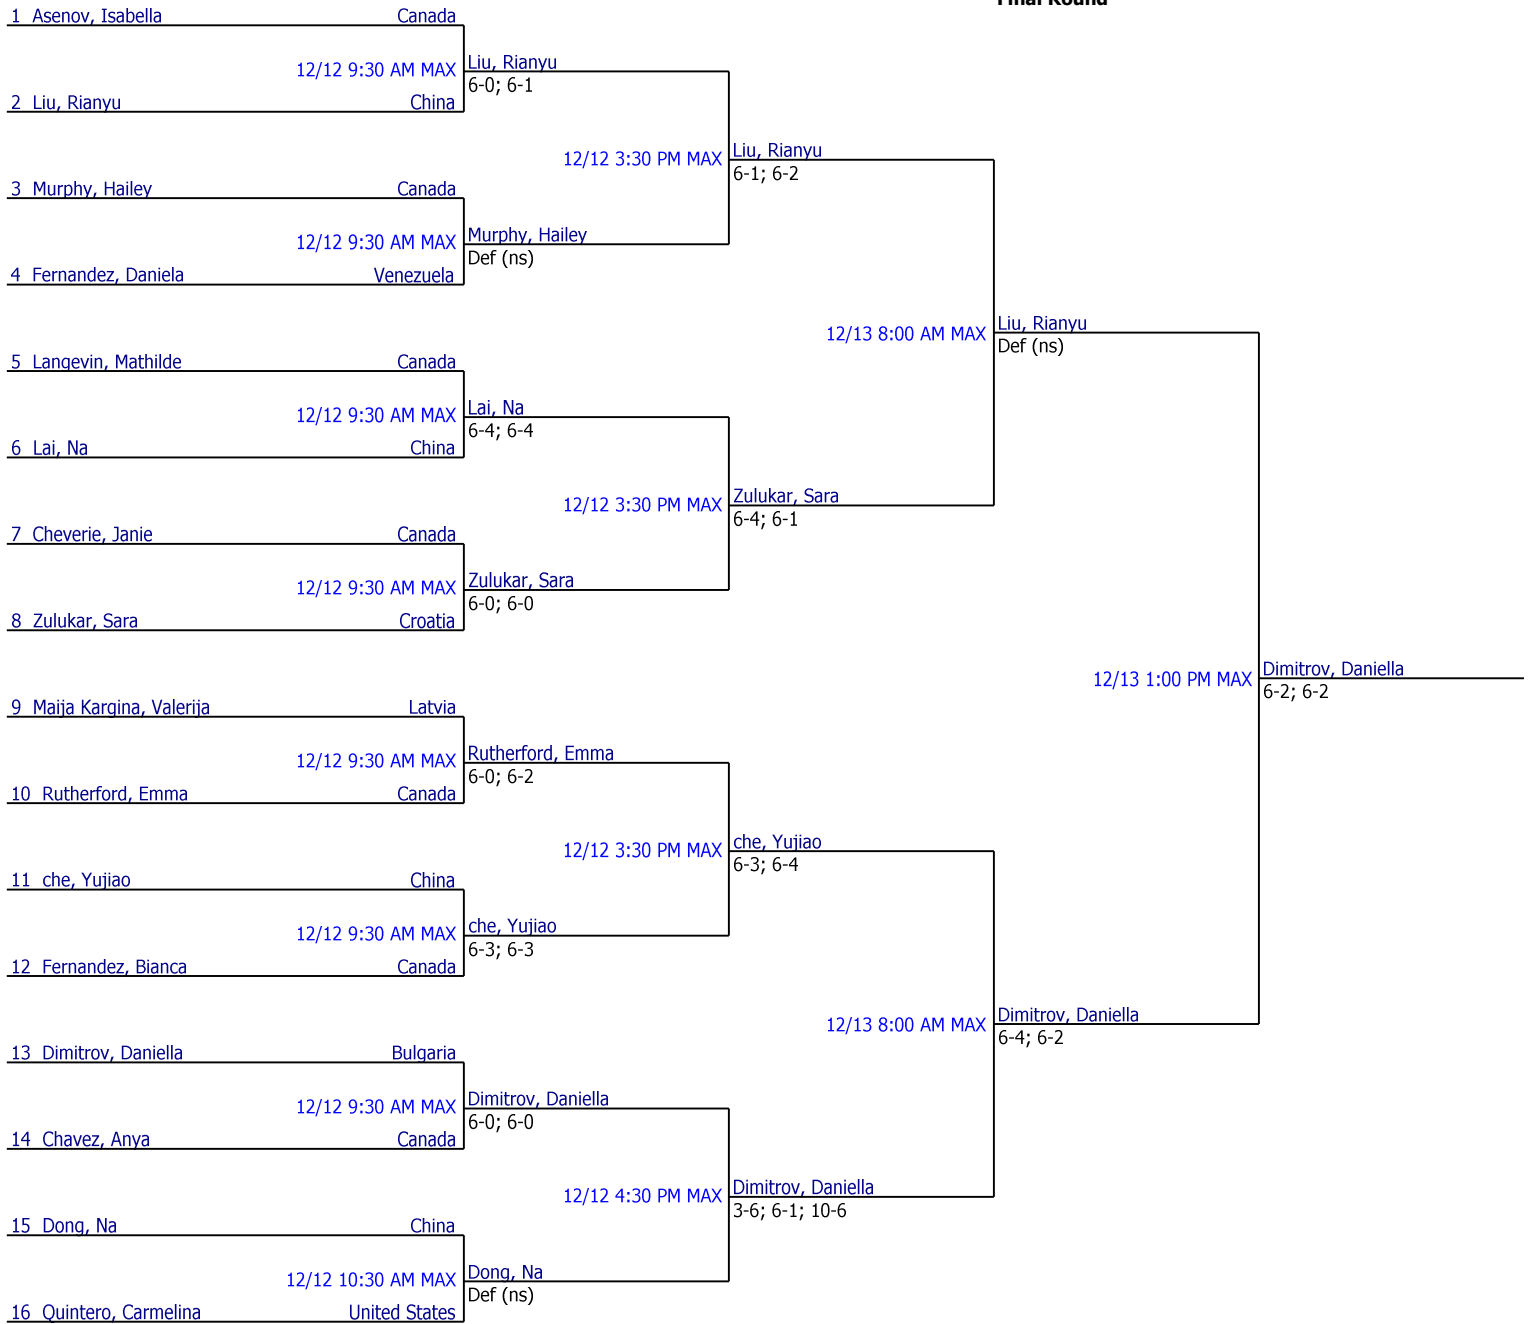 Final Round
1 Asenov, Isabella Canada
12/12 9:30 AM MAX Liu, Rianyu
6-0; 6-1
2 Liu, Rianyu China
12/12 3:30 PM MAX Liu, Rianyu
6-1; 6-2
3 Murphy, Hailey Canada
12/12 9:30 AM MAX Murphy, Hailey
Def (ns)
4 Fernandez, Daniela Venezuela
12/13 8:00 AM MAX Liu, Rianyu
Def (ns)
5 Langevin, Mathilde Canada
12/12 9:30 AM MAX Lai, Na
6-4; 6-4
6 Lai, Na China
12/12 3:30 PM MAX Zulukar, Sara
6-4; 6-1
7 Cheverie, Janie Canada
12/12 9:30 AM MAX Zulukar, Sara
6-0; 6-0
8 Zulukar, Sara Croatia
12/13 1:00 PM MAX Dimitrov, Daniella
6-2; 6-2
9 Maija Kargina, Valerija Latvia
12/12 9:30 AM MAX Rutherford, Emma
6-0; 6-2
10 Rutherford, Emma Canada
12/12 3:30 PM MAX che, Yujiao
6-3; 6-4
11 che, Yujiao China
12/12 9:30 AM MAX che, Yujiao
6-3; 6-3
12 Fernandez, Bianca Canada
12/13 8:00 AM MAX Dimitrov, Daniella
6-4; 6-2
13 Dimitrov, Daniella Bulgaria
12/12 9:30 AM MAX Dimitrov, Daniella
6-0; 6-0
14 Chavez, Anya Canada
12/12 4:30 PM MAX Dimitrov, Daniella
3-6; 6-1; 10-6
15 Dong, Na China
12/12 10:30 AM MAX Dong, Na
Def (ns)
16 Quintero, Carmelina United States